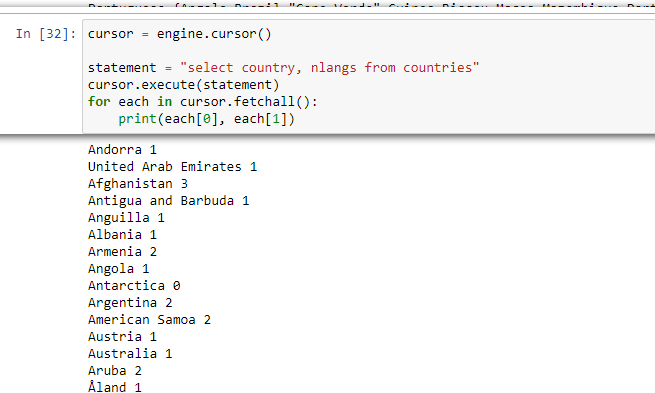 In [32]: cursor = engine.cursor()
statement = "select country, nlangs from countries"
cursor.execute(statement)
for each in cursor.fetchall():
    print(each[0], each[1])
Andorra 1
United Arab Emirates 1
Afghanistan 3
Antigua and Barbuda 1
Anguilla 1
Albania 1
Armenia 2
Angola 1
Antarctica 0
Argentina 2
American Samoa 2
Austria 1
Australia 1
Aruba 2
Åland 1